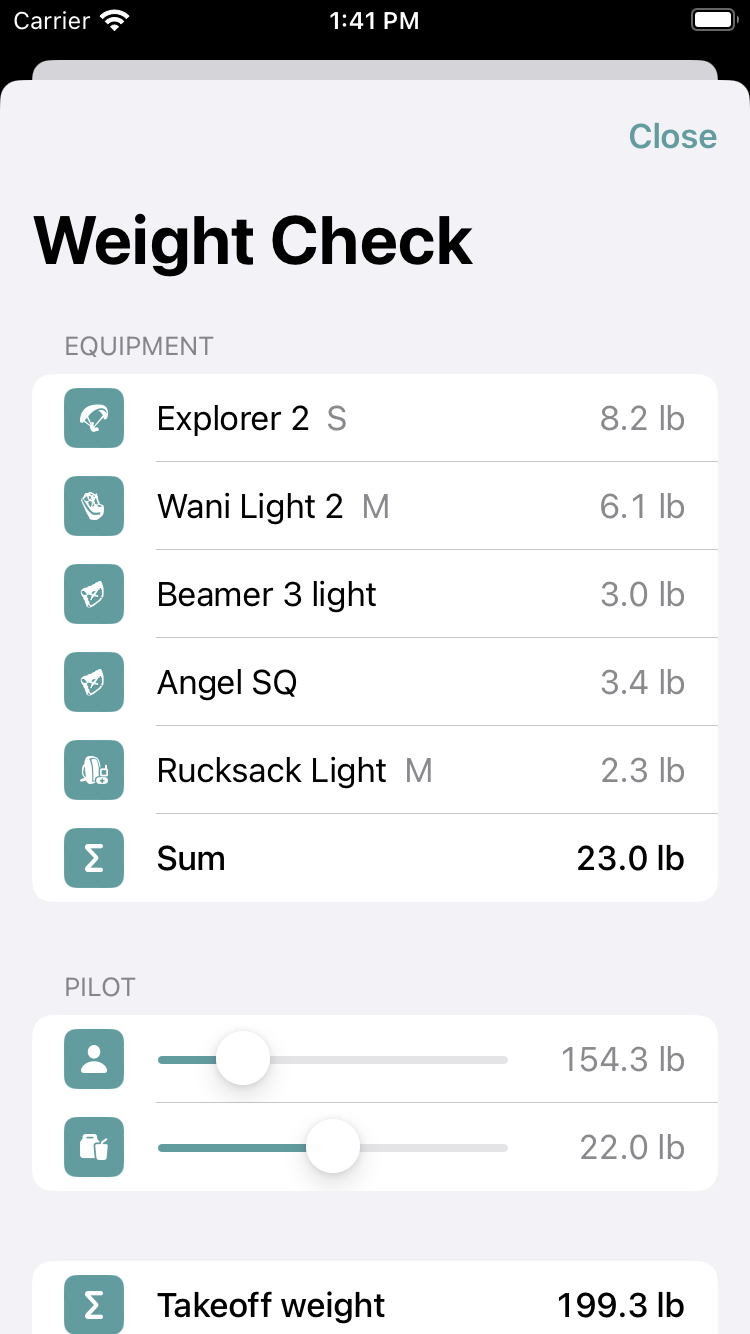 Carrier 1:41 PM
Close
Weight Check
EQUIPMENT
Explorer 2 S 8.2 lb
Wani Light 2 M 6.1 lb
Beamer 3 light 3.0 lb
Angel SQ 3.4 lb
Rucksack Light M 2.3 lb
Σ Sum 23.0 lb
PILOT
154.3 lb
22.0 lb
Σ Takeoff weight 199.3 lb